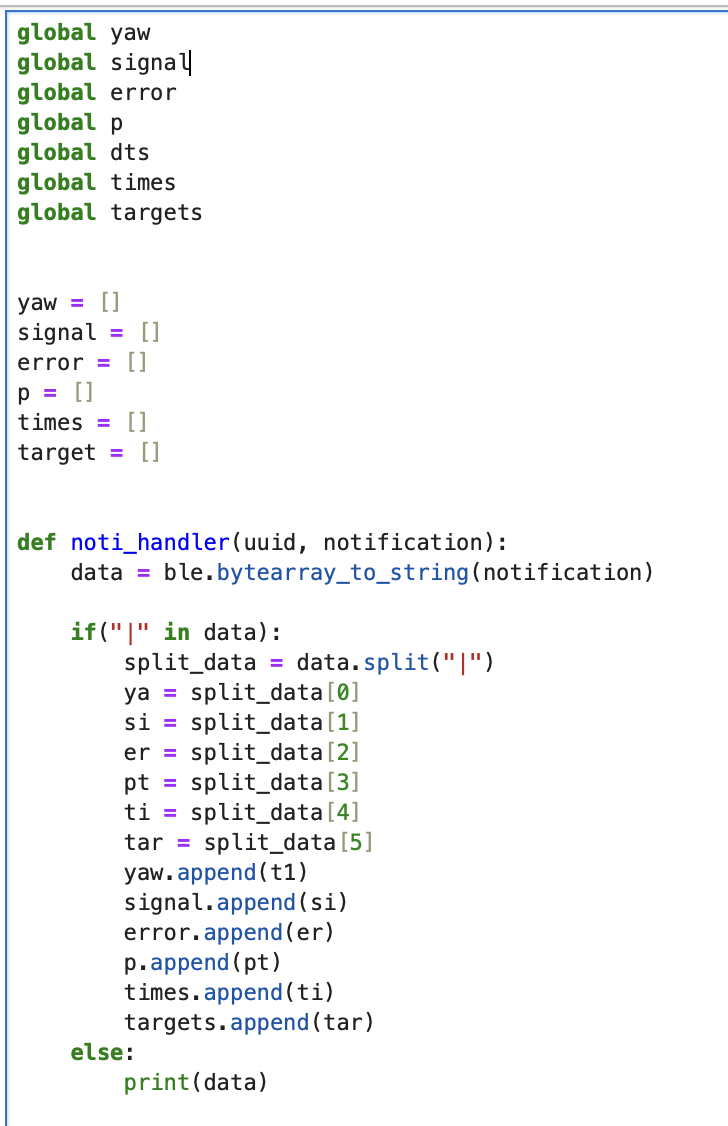 global yaw
global signal
global error
global p
global dts
global times
global targets
yaw = []
signal = []
error = []
p = []
times = []
target = []
def noti_handler(uuid, notification):
    data = ble.bytearray_to_string(notification)
    if("|" in data):
        split_data = data.split("|")
        ya = split_data[0]
        si = split_data[1]
        er = split_data[2]
        pt = split_data[3]
        ti = split_data[4]
        tar = split_data[5]
        yaw.append(t1)
        signal.append(si)
        error.append(er)
        p.append(pt)
        times.append(ti)
        targets.append(tar)
    else:
        print(data)